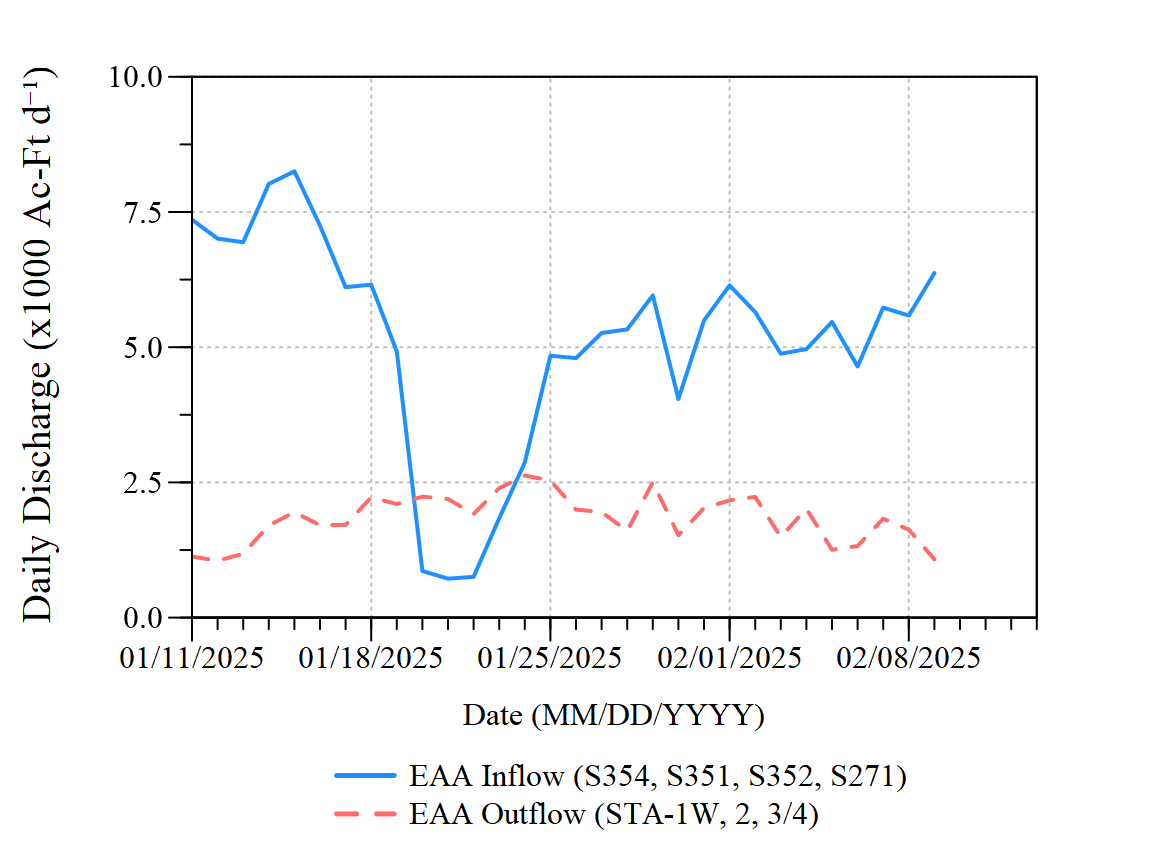 Daily Discharge (x1000 Ac-Ft d⁻¹)
10.0
7.5
5.0
2.5
0.0
01/11/2025 01/18/2025 01/25/2025 02/01/2025 02/08/2025
Date (MM/DD/YYYY)
EAA Inflow (S354, S351, S352, S271)
EAA Outflow (STA-1W, 2, 3/4)